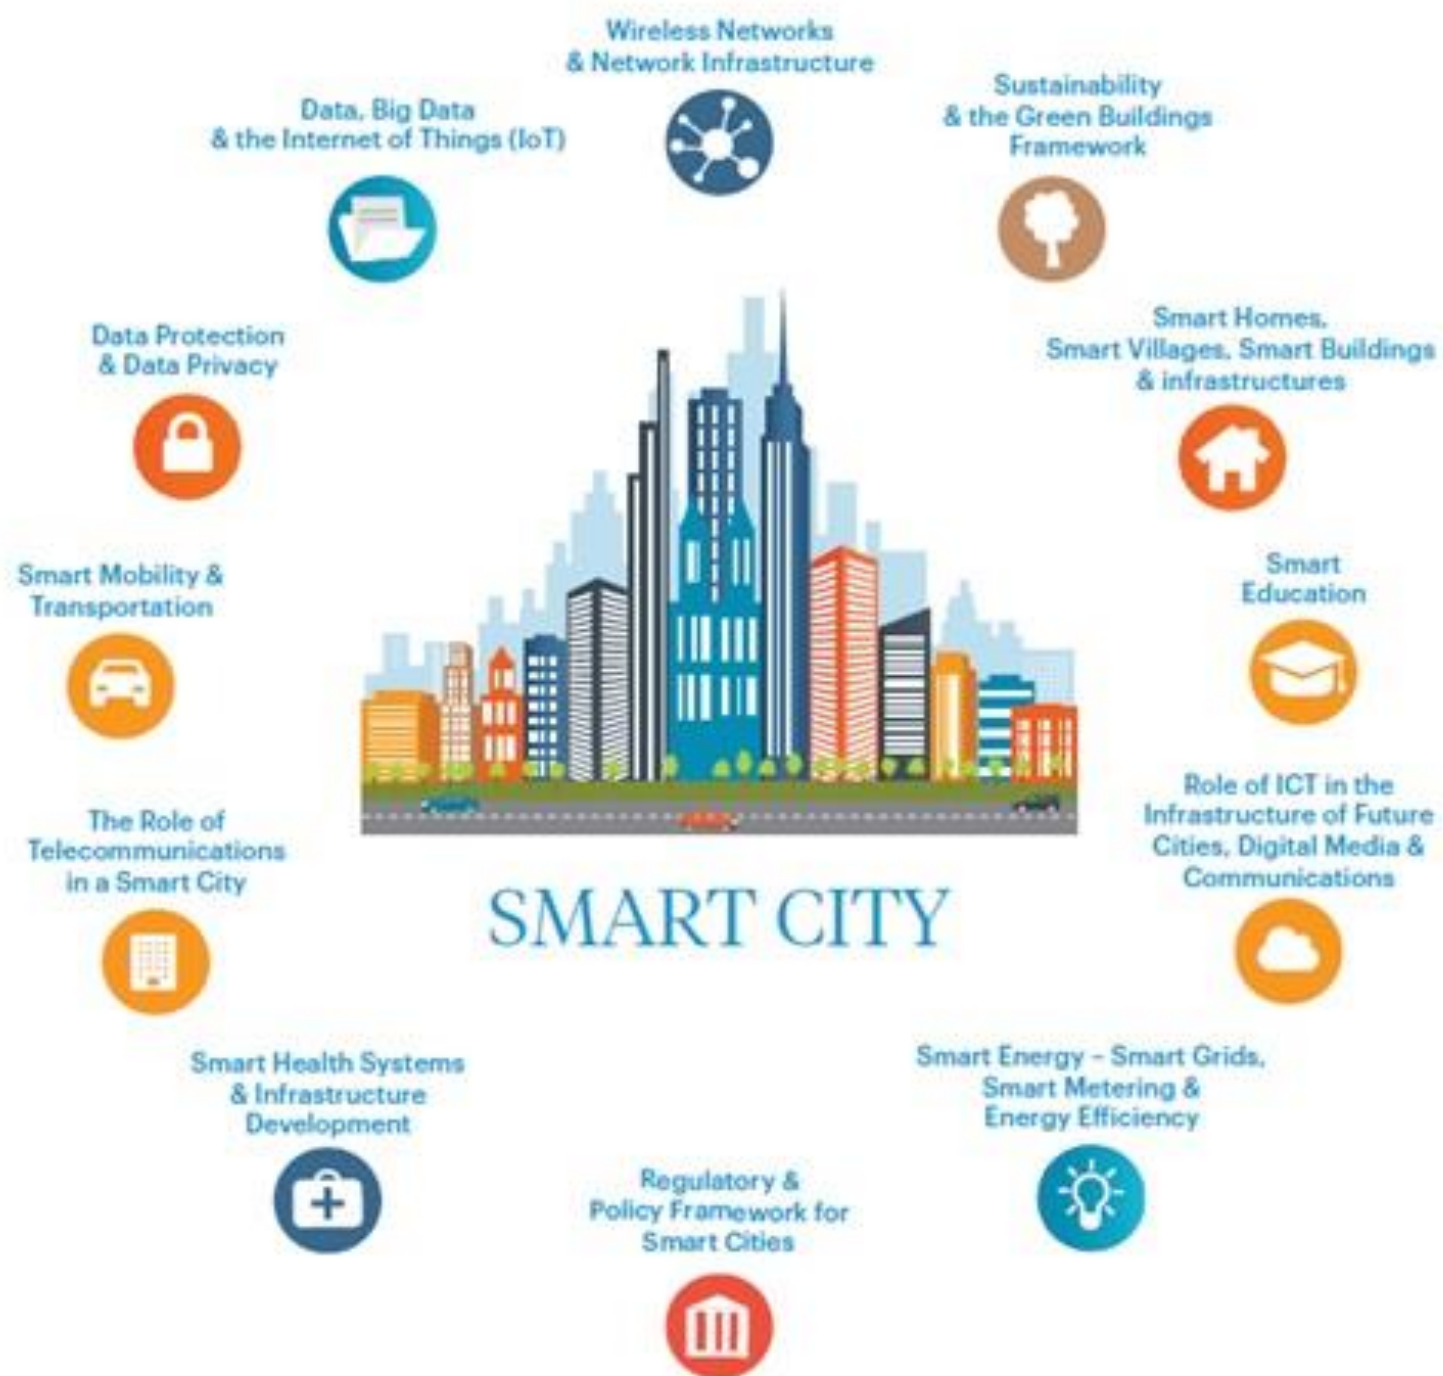 Wireless Networks
& Network Infrastructure
Data, Big Data
& the Internet of Things (IoT)
Sustainability
& the Green Buildings
Framework
Data Protection
& Data Privacy
Smart Homes,
Smart Villages, Smart Buildings
& infrastructures
Smart Mobility &
Transportation
Smart
Education
The Role of
Telecommunications
in a Smart City
Role of ICT in the
Infrastructure of Future
Cities, Digital Media &
Communications
SMART CITY
Smart Health Systems
& Infrastructure
Development
Smart Energy – Smart Grids,
Smart Metering &
Energy Efficiency
Regulatory &
Policy Framework for
Smart Cities